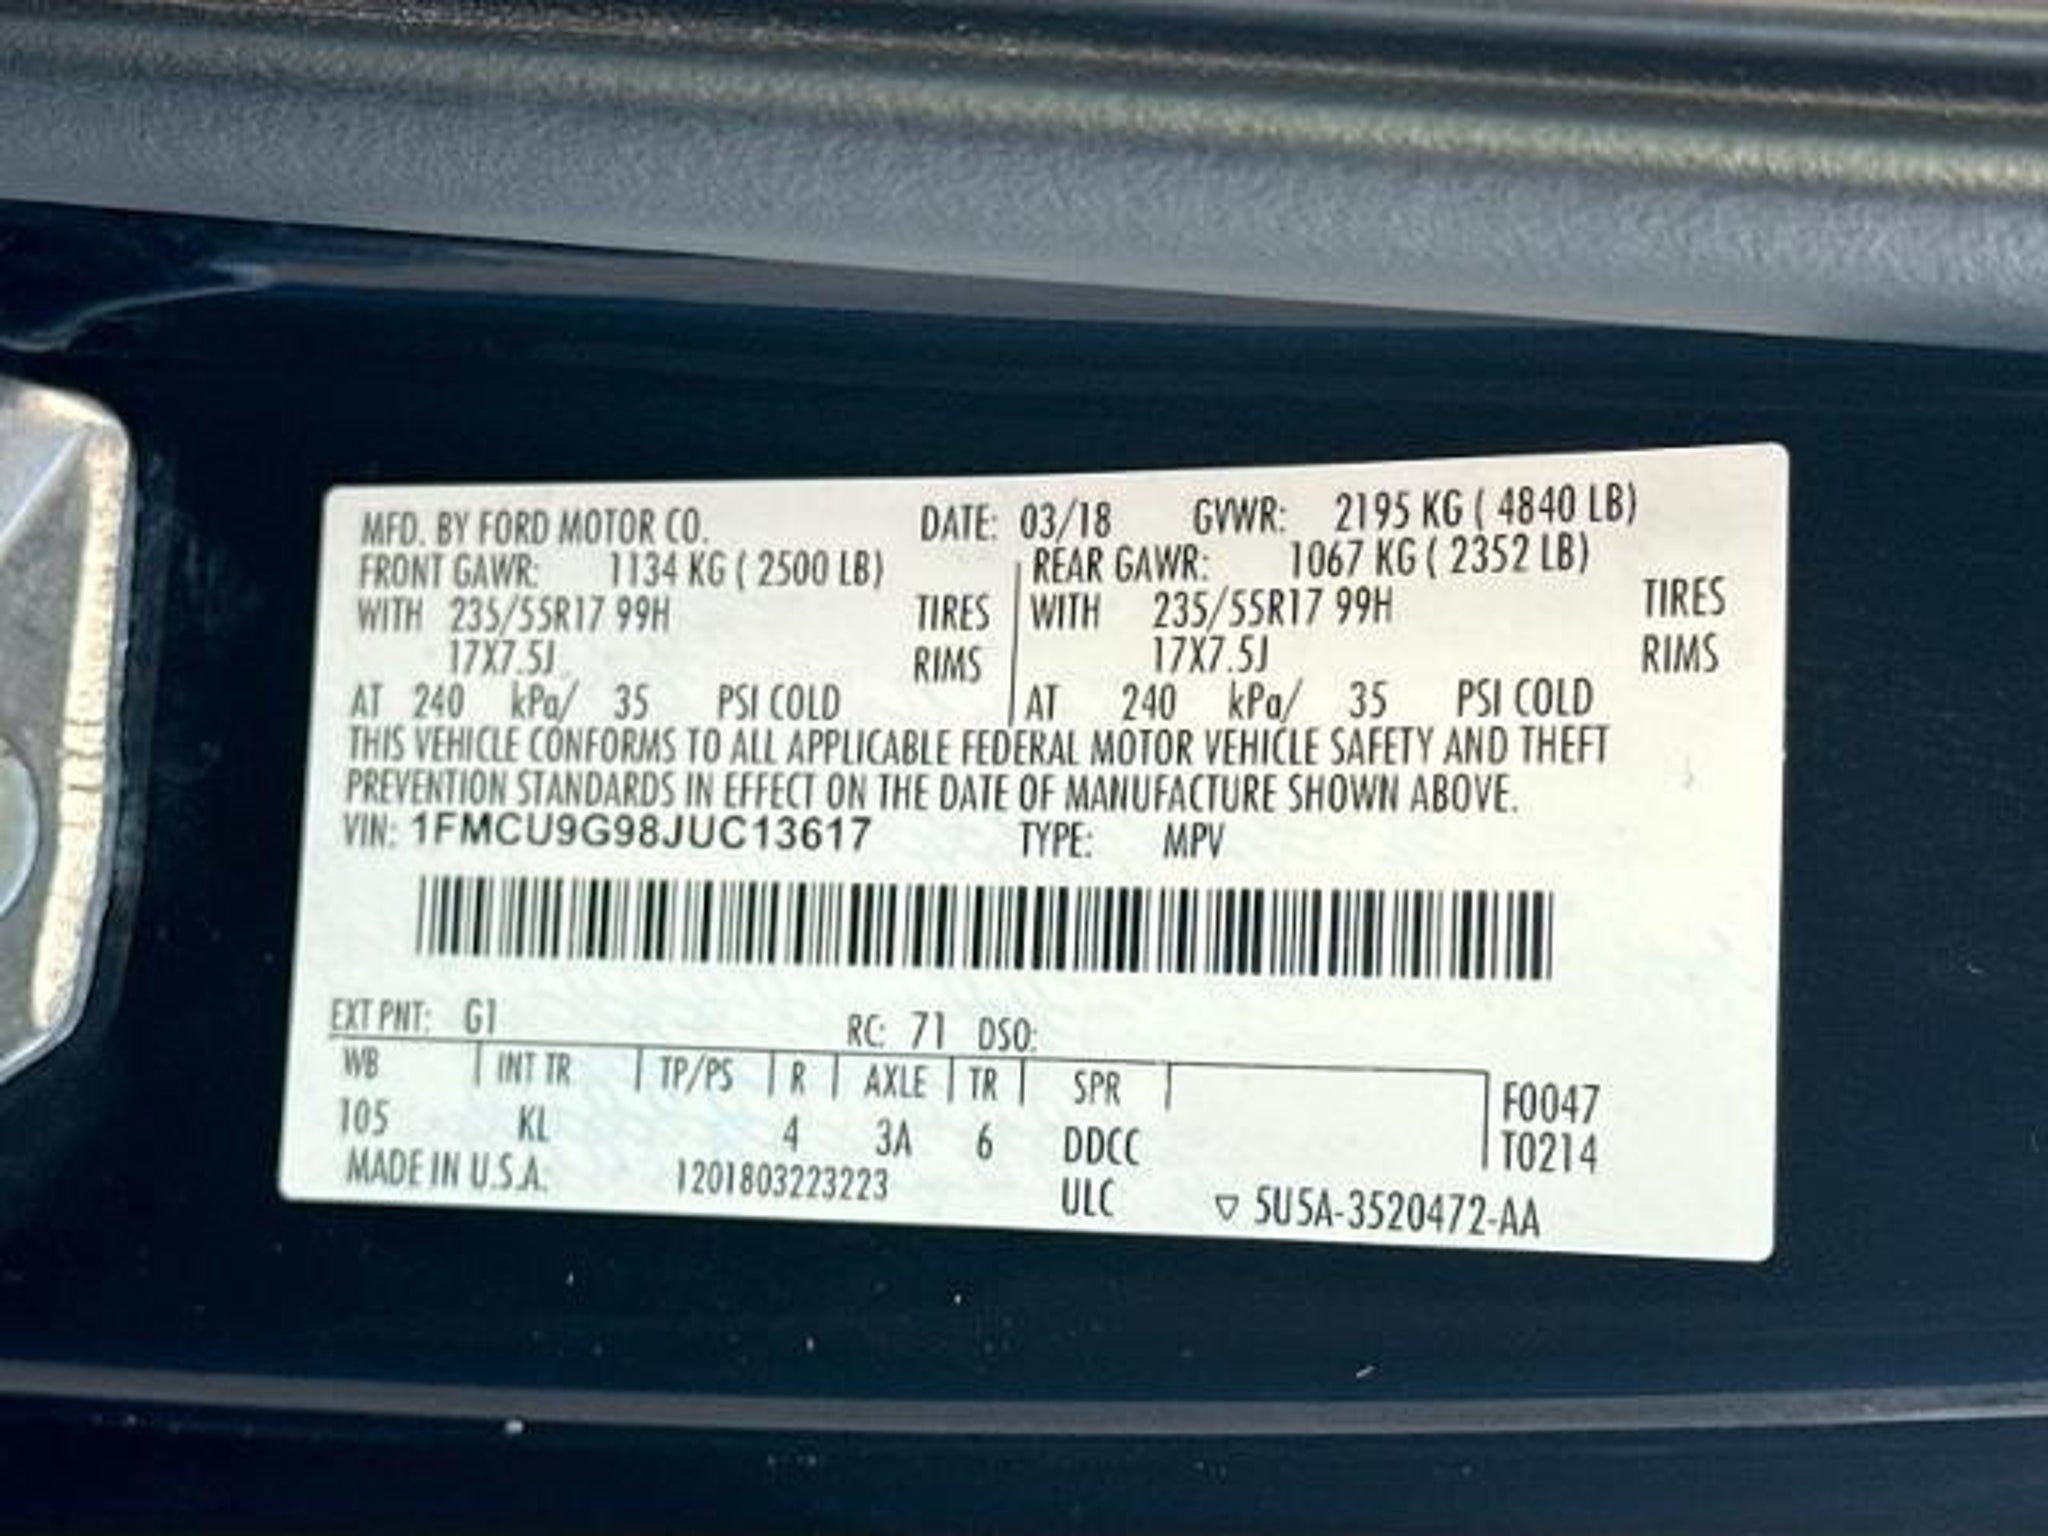 MFD. BY FORD MOTOR CO. DATE: 03/18 GVWR: 2195 KG ( 4840 LB)
FRONT GAWR: 1134 KG ( 2500 LB) REAR GAWR: 1067 KG ( 2352 LB)
WITH 235/55R17 99H TIRES WITH 235/55R17 99H TIRES
17X7.5J RIMS 17X7.5J RIMS
AT 240 kPa/ 35 PSI COLD AT 240 kPa/ 35 PSI COLD
THIS VEHICLE CONFORMS TO ALL APPLICABLE FEDERAL MOTOR VEHICLE SAFETY AND THEFT
PREVENTION STANDARDS IN EFFECT ON THE DATE OF MANUFACTURE SHOWN ABOVE.
VIN: 1FMCU9G98JUC13617 TYPE: MPV
EXT PNT: G1 RC: 71 DSO:
WB INT TR TP/PS R AXLE TR SPR F0047
105 KL 4 3A 6 DDCC T0214
MADE IN U.S.A. 1201803223223 ULC ▽ 5U5A-3520472-AA